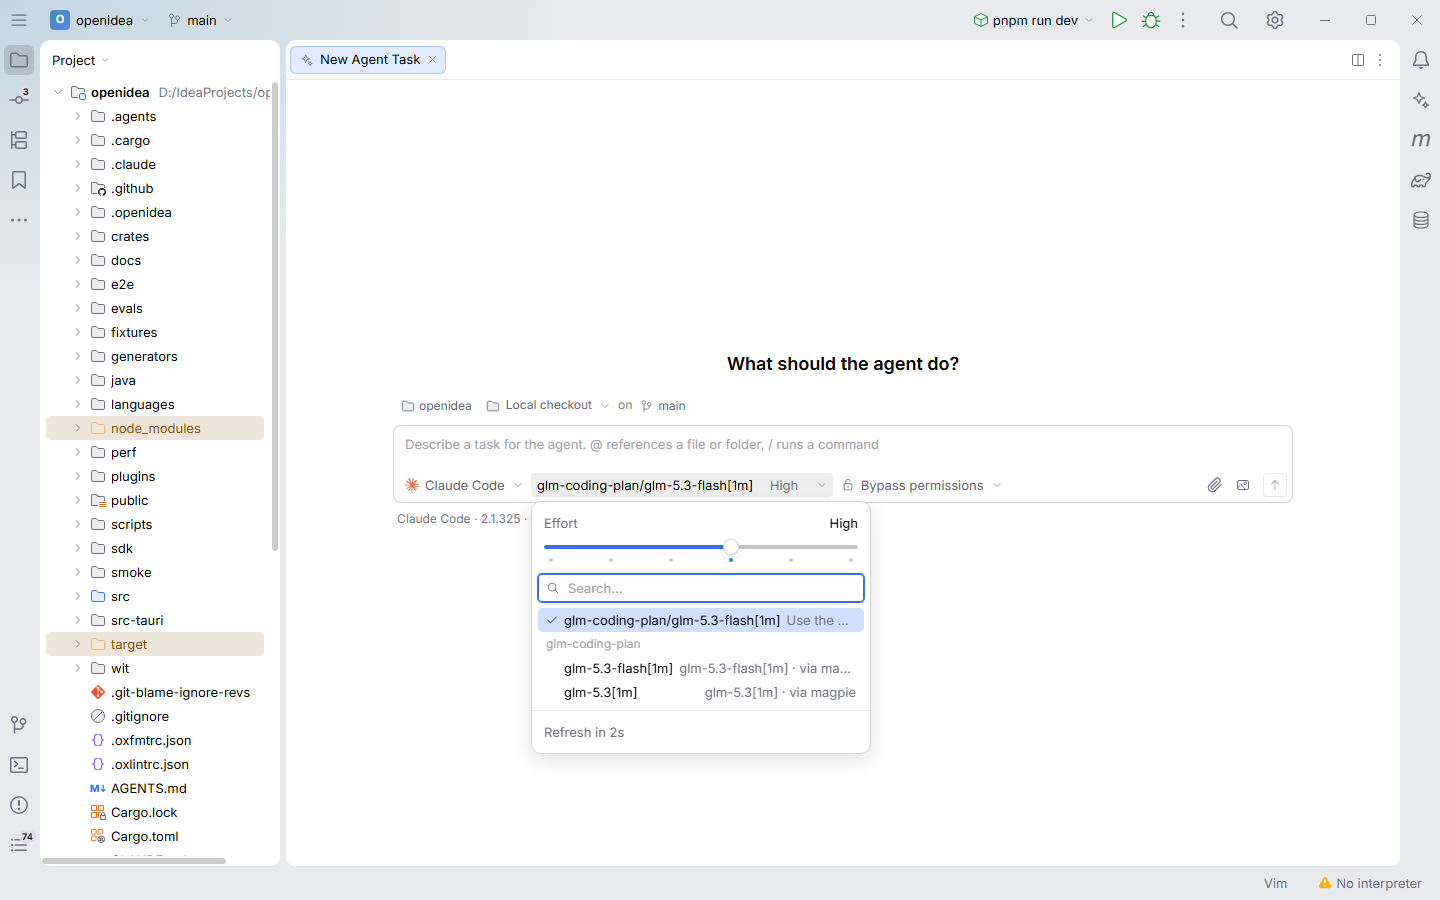 O openidea main pnpm run dev
Project
New Agent Task
openidea D:/IdeaProjects/op
3
.agents
.cargo
.claude
.github
.openidea
crates
docs
e2e
evals
fixtures
generators
java
languages
node_modules
perf
plugins
public
scripts
sdk
smoke
src
src-tauri
target
wit
.git-blame-ignore-revs
.gitignore
.oxfmtrc.json
.oxlintrc.json
AGENTS.md
Cargo.lock
Cargo.toml
74
What should the agent do?
openidea Local checkout on main
Describe a task for the agent. @ references a file or folder, / runs a command
Claude Code glm-coding-plan/glm-5.3-flash[1m] High Bypass permissions
Claude Code · 2.1.325 ·
Effort High
Search...
glm-coding-plan/glm-5.3-flash[1m] Use the ...
glm-coding-plan
glm-5.3-flash[1m] glm-5.3-flash[1m] · via ma...
glm-5.3[1m] glm-5.3[1m] · via magpie
Refresh in 2s
Vim No interpreter